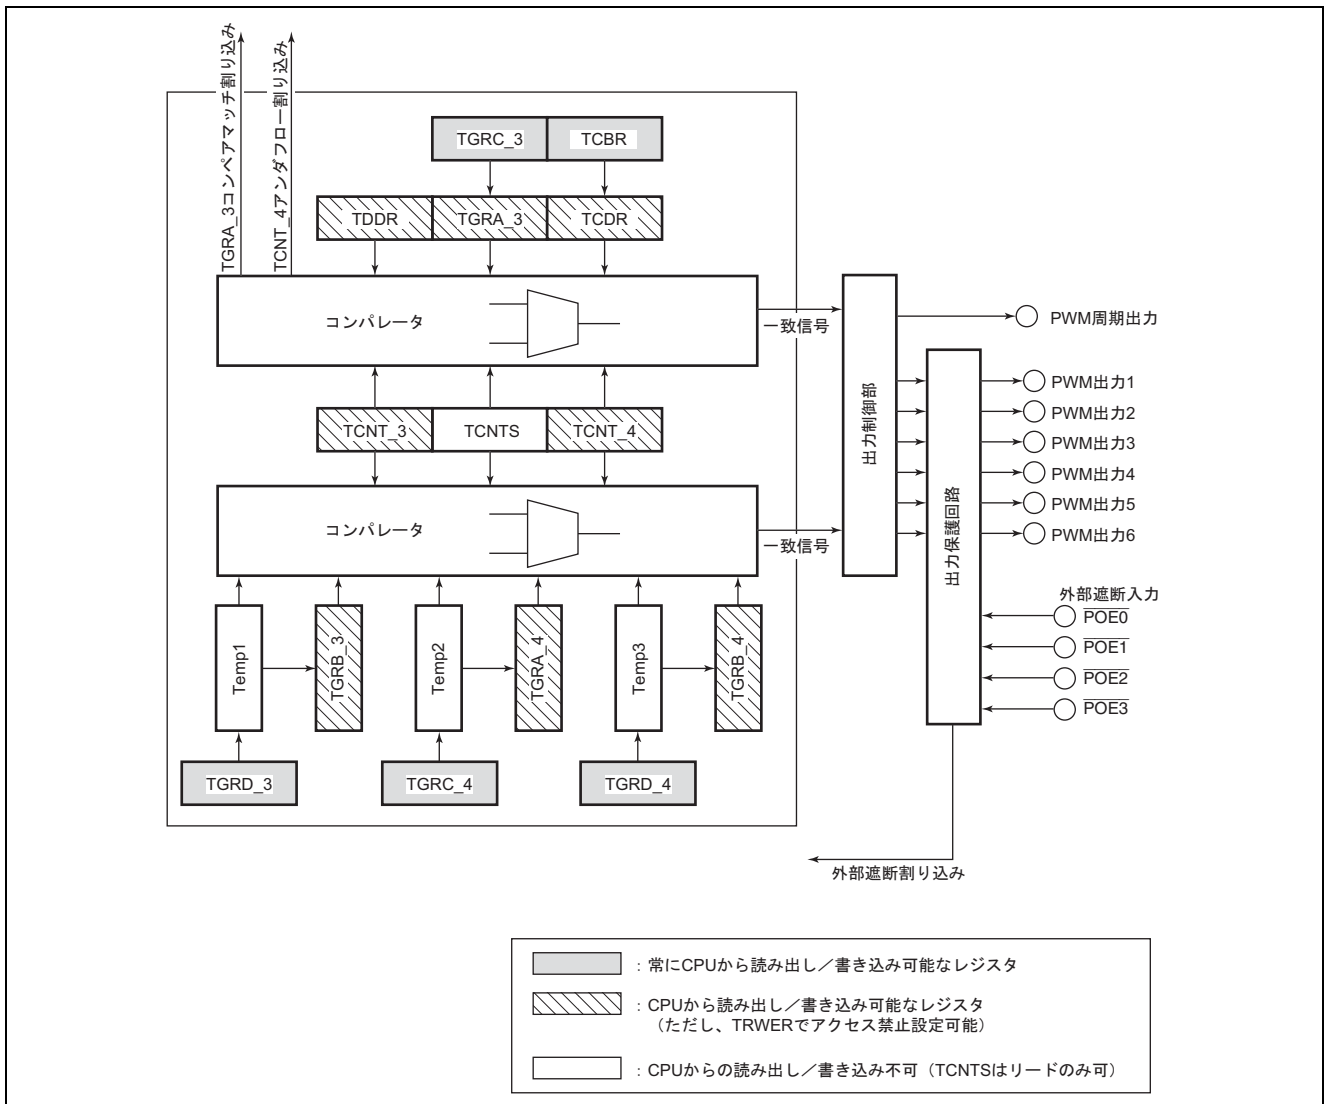 TGRA_3コンペアマッチ割り込み
TCNT_4アンダフロー割り込み
TGRC_3
TCBR
TDDR
TGRA_3
TCDR
コンパレータ
一致信号
PWM周期出力
出力制御部
出力保護回路
PWM出力1
PWM出力2
PWM出力3
PWM出力4
PWM出力5
PWM出力6
TCNT_3
TCNTS
TCNT_4
コンパレータ
一致信号
外部遮断入力
POE0
POE1
POE2
POE3
Temp1
TGRB_3
Temp2
TGRA_4
Temp3
TGRB_4
TGRD_3
TGRC_4
TGRD_4
外部遮断割り込み
：常にCPUから読み出し／書き込み可能なレジスタ
：CPUから読み出し／書き込み可能なレジスタ
（ただし、TRWERでアクセス禁止設定可能）
：CPUからの読み出し／書き込み不可（TCNTSはリードのみ可）